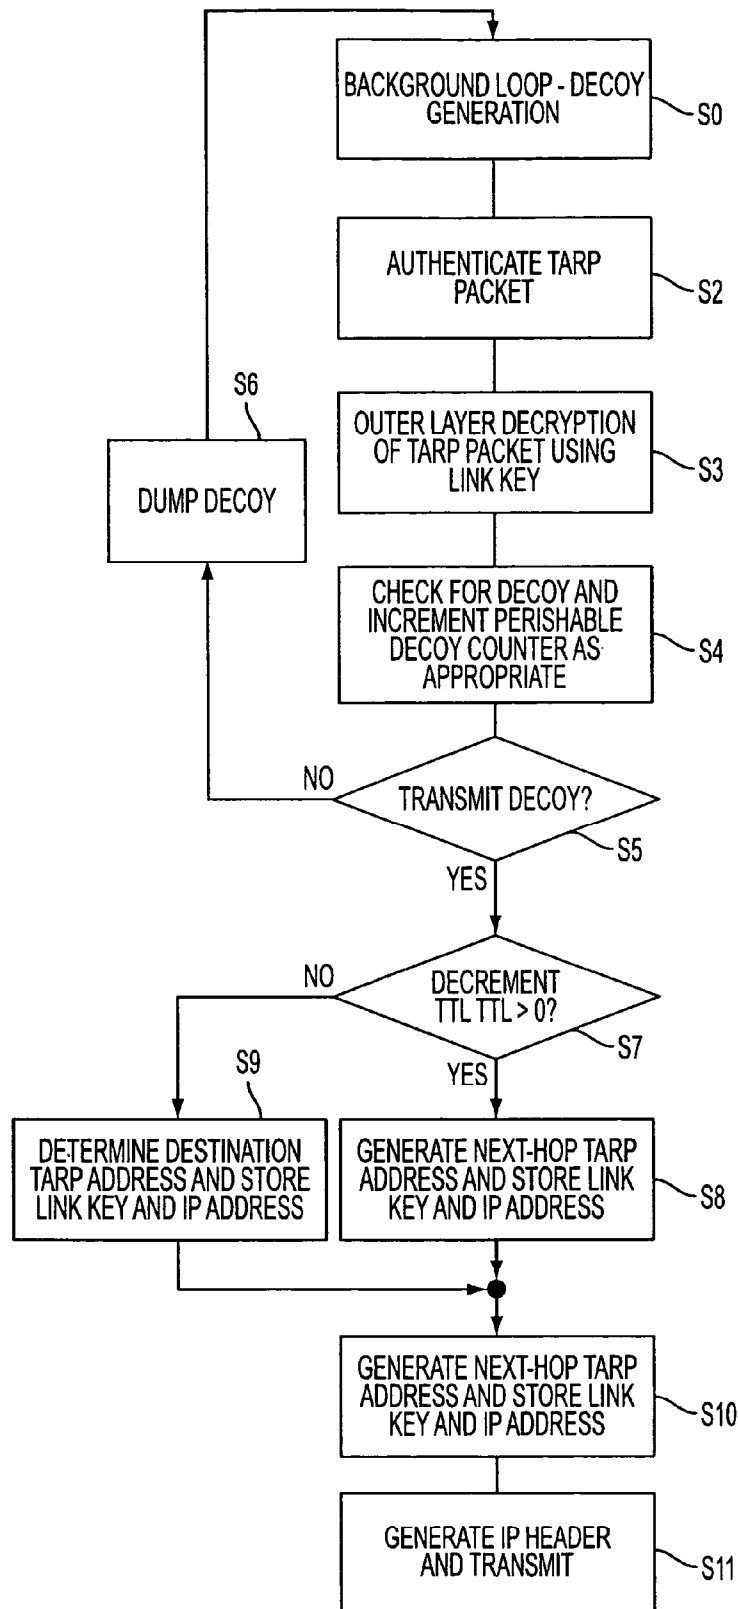 BACKGROUND LOOP - DECOY
GENERATION
S0
AUTHENTICATE TARP
PACKET
S2
OUTER LAYER DECRYPTION
OF TARP PACKET USING
LINK KEY
S3
S6
DUMP DECOY
CHECK FOR DECOY AND
INCREMENT PERISHABLE
DECOY COUNTER AS
APPROPRIATE
S4
NO
TRANSMIT DECOY?
S5
YES
NO
DECREMENT
TTL TTL > 0?
S7
YES
S9
DETERMINE DESTINATION
TARP ADDRESS AND STORE
LINK KEY AND IP ADDRESS
GENERATE NEXT-HOP TARP
ADDRESS AND STORE LINK
KEY AND IP ADDRESS
S8
GENERATE NEXT-HOP TARP
ADDRESS AND STORE LINK
KEY AND IP ADDRESS
S10
GENERATE IP HEADER
AND TRANSMIT
S11